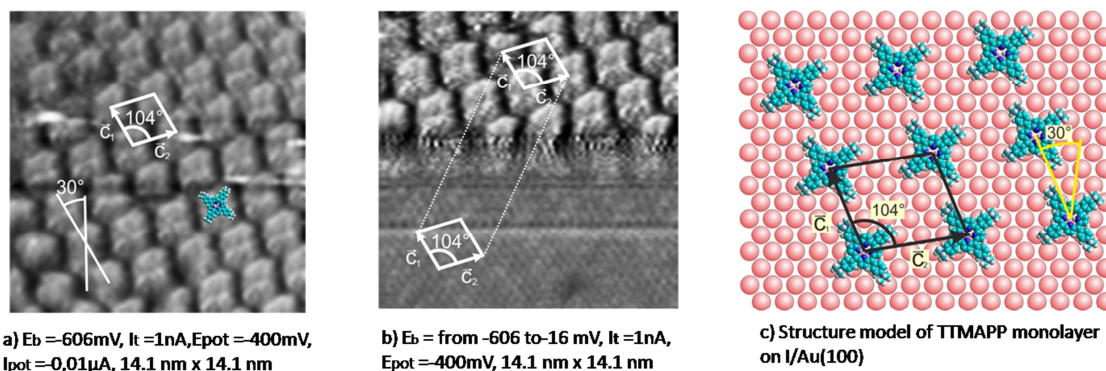 104°
C₁
C₂
30°
104°
C₁
C₂
104°
C₁
C₂
30°
104°
C₁
C₂
a) Eb =-606mV, It =1nA,Epot =-400mV,
Ipot =-0,01µA, 14.1 nm x 14.1 nm
b) Eb = from -606 to-16 mV, It =1nA,
Epot =-400mV, 14.1 nm x 14.1 nm
c) Structure model of TTMAPP monolayer
on I/Au(100)